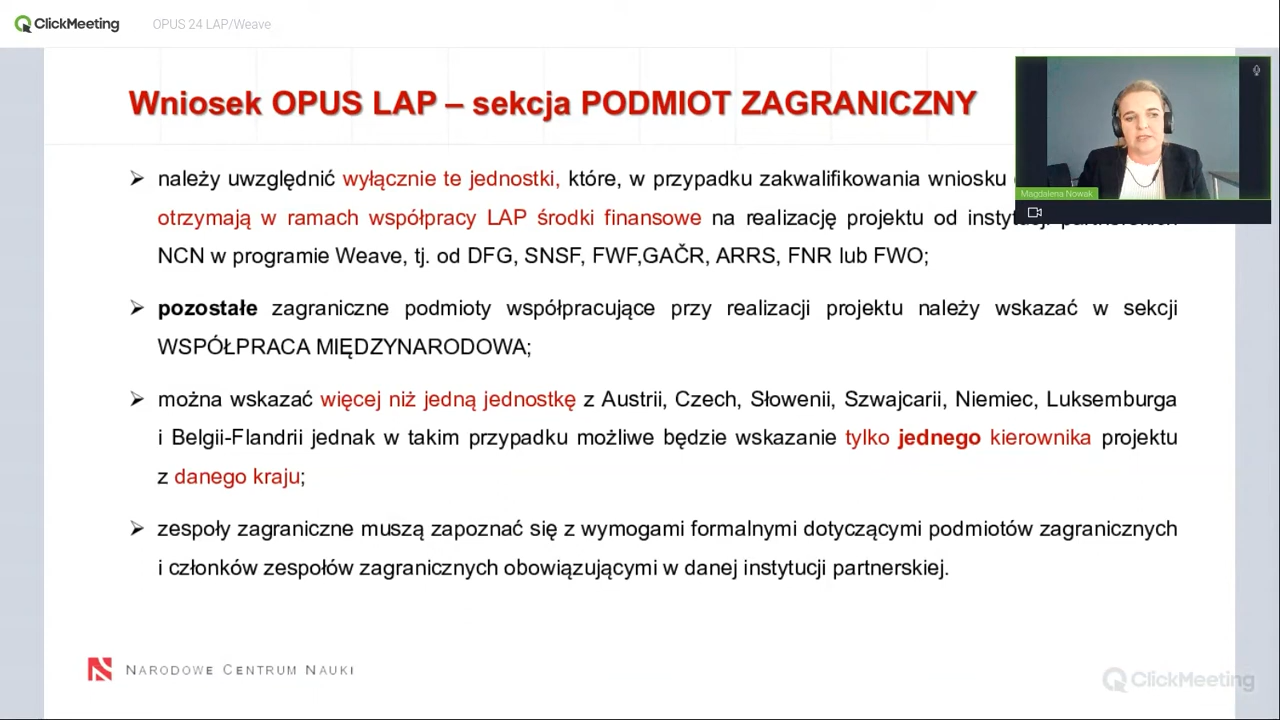 ClickMeeting OPUS 24 LAP/Weave
Wniosek OPUS LAP – sekcja PODMIOT ZAGRANICZNY
➢ należy uwzględnić wyłącznie te jednostki, które, w przypadku zakwalifikowania wniosku
otrzymają w ramach współpracy LAP środki finansowe na realizację projektu od
NCN w programie Weave, tj. od DFG, SNSF, FWF,GAČR, ARRS, FNR lub FWO;
➢ pozostałe zagraniczne podmioty współpracujące przy realizacji projektu należy wskazać w sekcji
WSPÓŁPRACA MIĘDZYNARODOWA;
➢ można wskazać więcej niż jedną jednostkę z Austrii, Czech, Słowenii, Szwajcarii, Niemiec, Luksemburga
i Belgii-Flandrii jednak w takim przypadku możliwe będzie wskazanie tylko jednego kierownika projektu
z danego kraju;
➢ zespoły zagraniczne muszą zapoznać się z wymogami formalnymi dotyczącymi podmiotów zagranicznych
i członków zespołów zagranicznych obowiązującymi w danej instytucji partnerskiej.
Magdalena Nowak
NARODOWE CENTRUM NAUKI
ClickMeeting